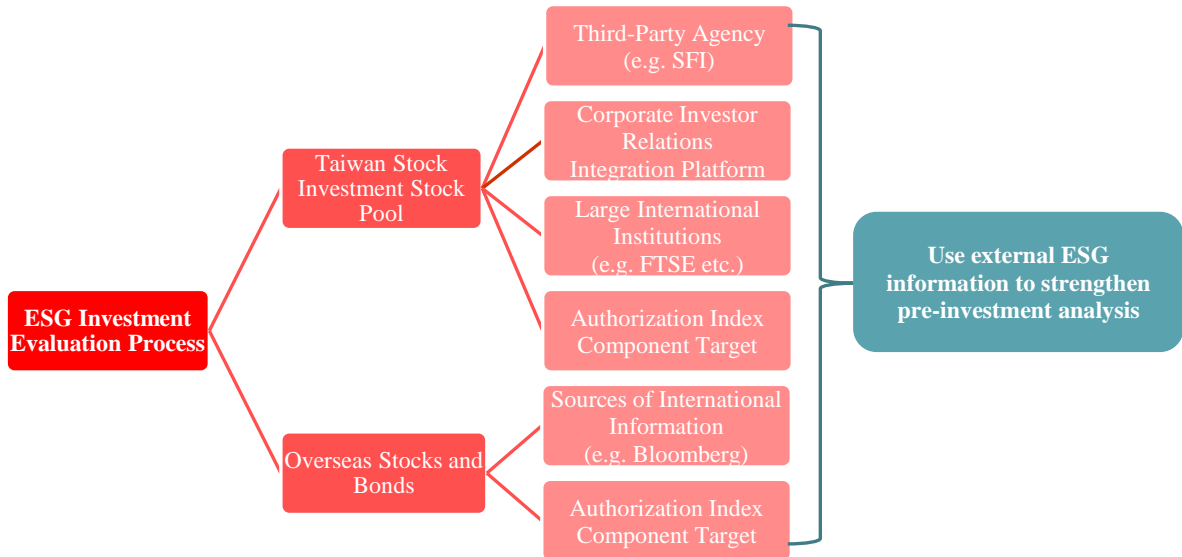 ESG Investment
Evaluation Process
Taiwan Stock
Investment Stock
Pool
Overseas Stocks and
Bonds
Third-Party Agency
(e.g. SFI)
Corporate Investor
Relations
Integration Platform
Large International
Institutions
(e.g. FTSE etc.)
Authorization Index
Component Target
Sources of International
Information
(e.g. Bloomberg)
Authorization Index
Component Target
Use external ESG
information to strengthen
pre-investment analysis